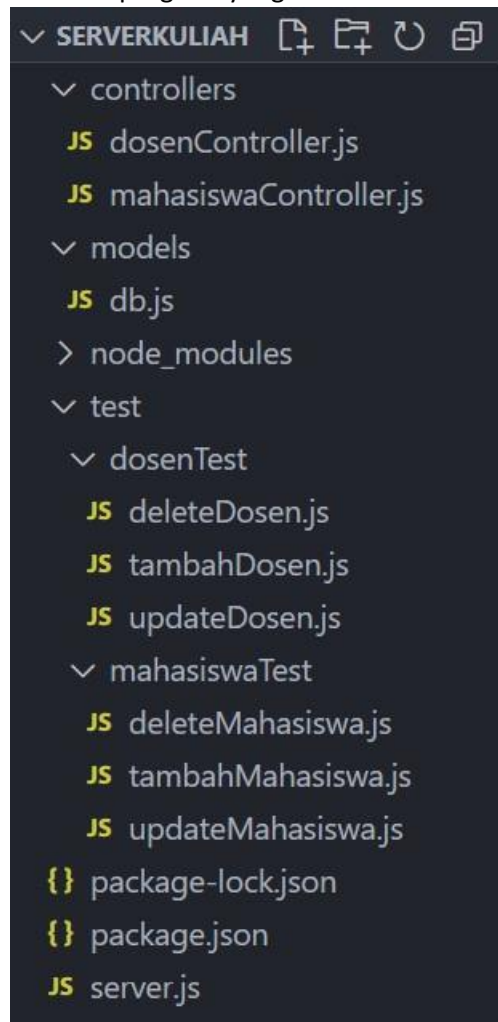 SERVERKULIAH
controllers
JS dosenController.js
JS mahasiswaController.js
models
JS db.js
node_modules
test
dosenTest
JS deleteDosen.js
JS tambahDosen.js
JS updateDosen.js
mahasiswaTest
JS deleteMahasiswa.js
JS tambahMahasiswa.js
JS updateMahasiswa.js
{} package-lock.json
{} package.json
JS server.js